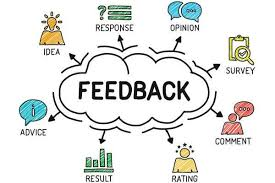 RESPONSE
OPINION
IDEA
SURVEY
FEEDBACK
ADVICE
COMMENT
RESULT
RATING